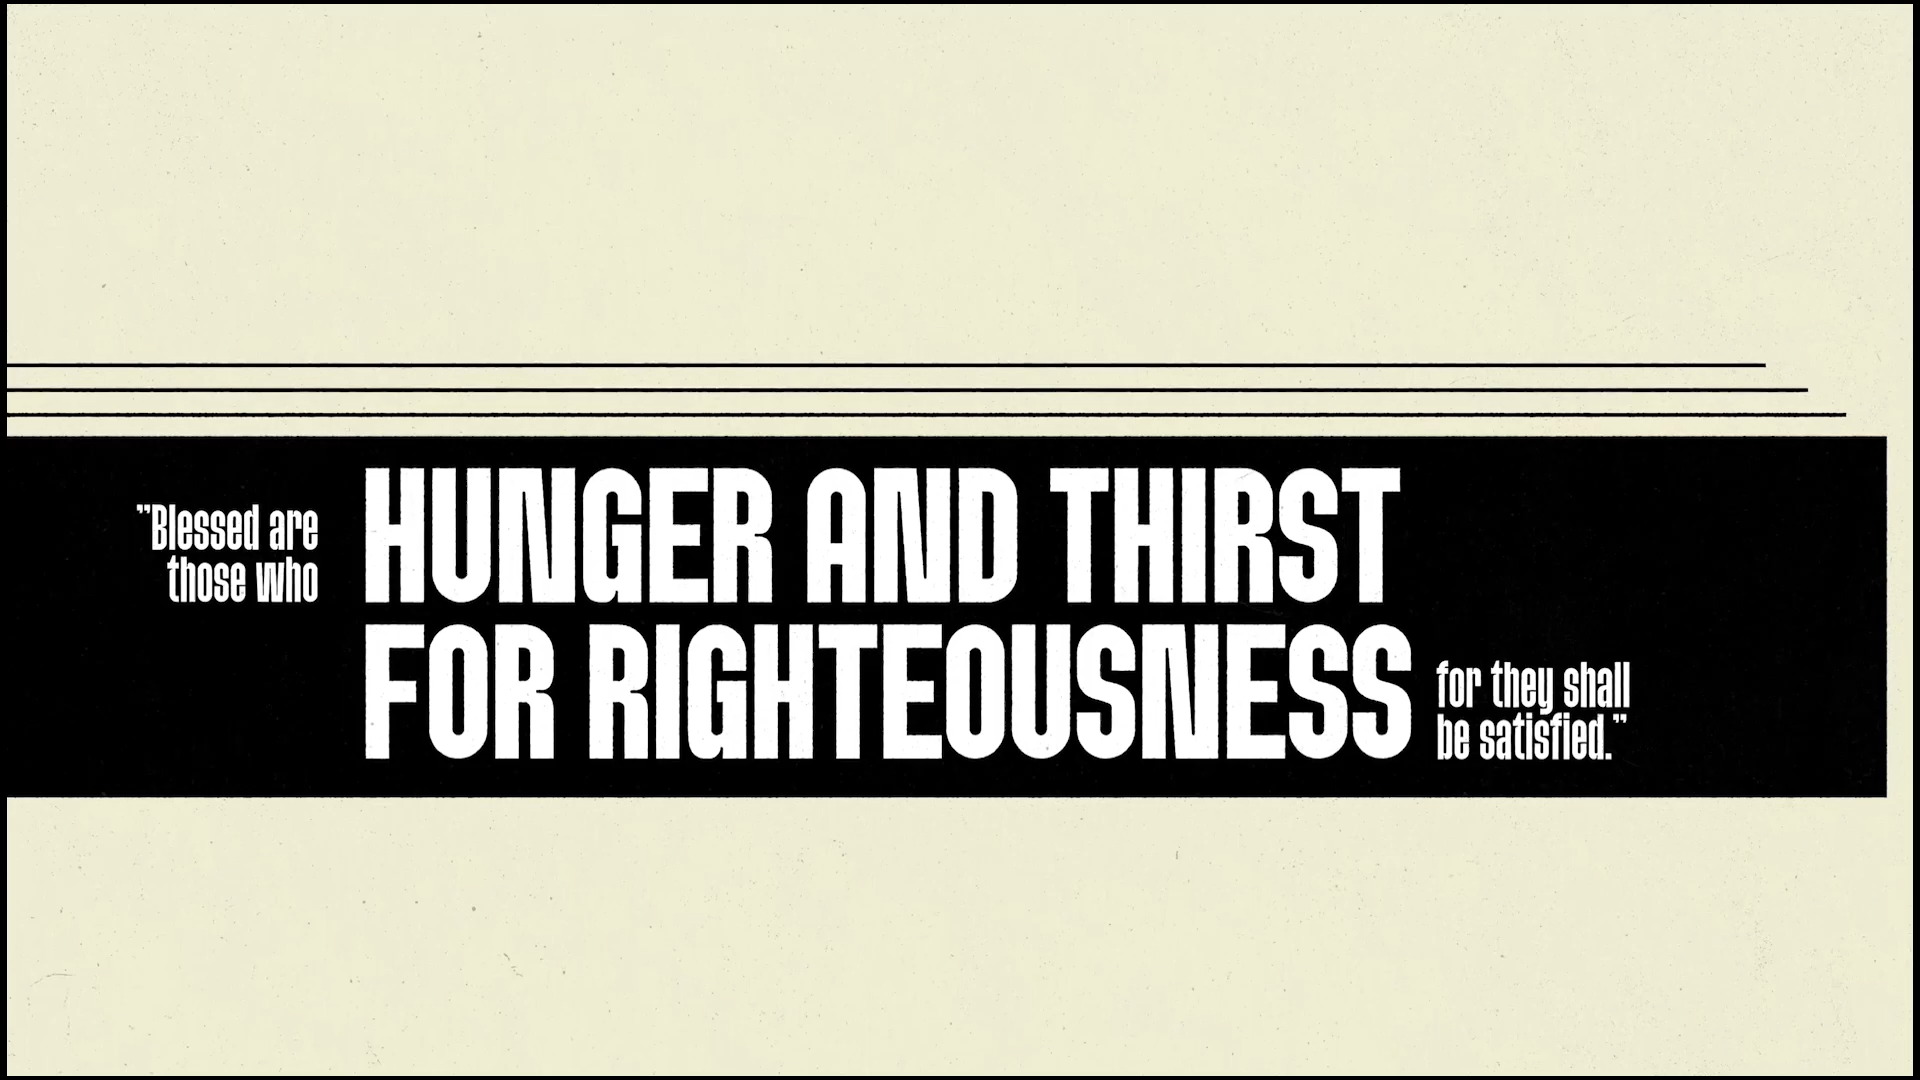 "Blessed are
those who
HUNGER AND THIRST
FOR RIGHTEOUSNESS
for they shall
be satisfied."